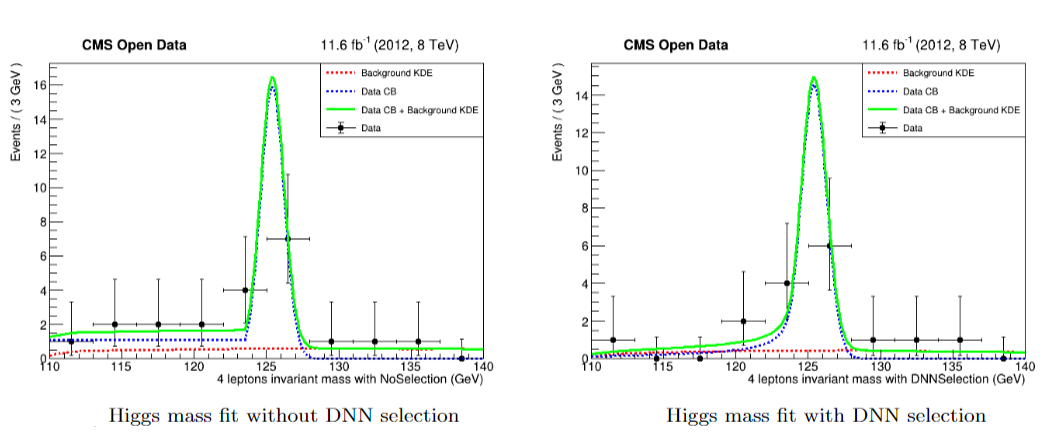 CMS Open Data 11.6 fb⁻¹ (2012, 8 TeV)
Events / ( 3 GeV )
16
14
12
10
8
6
4
2
0
Background KDE
Data CB
Data CB + Background KDE
Data
110 115 120 125 130 135 140
4 leptons invariant mass with NoSelection (GeV)
Higgs mass fit without DNN selection
CMS Open Data 11.6 fb⁻¹ (2012, 8 TeV)
Events / ( 3 GeV )
14
12
10
8
6
4
2
0
Background KDE
Data CB
Data CB + Background KDE
Data
110 115 120 125 130 135 140
4 leptons invariant mass with DNNSelection (GeV)
Higgs mass fit with DNN selection